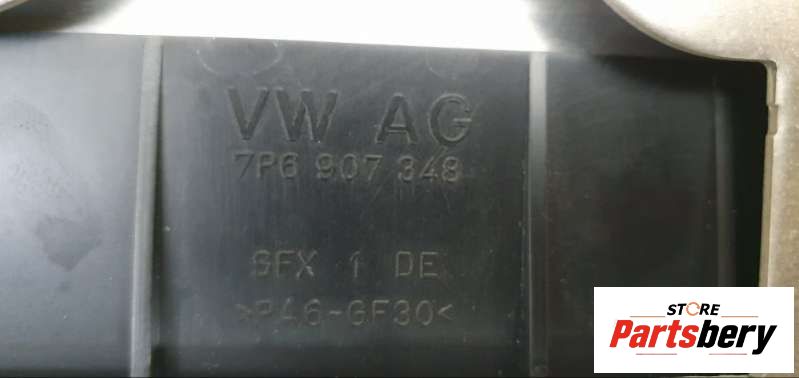 VW AG
7P6 907 348
SFX 1 DE
>PA6-GF30<
STORE
Partsbery